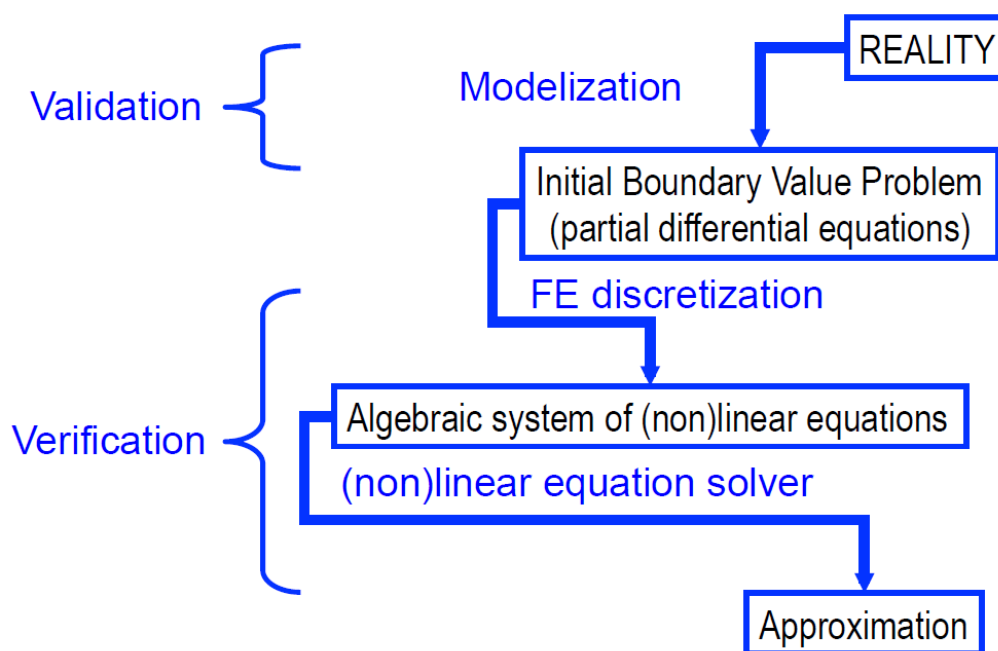 REALITY
Modelization
Validation
Initial Boundary Value Problem
(partial differential equations)
FE discretization
Algebraic system of (non)linear equations
Verification
(non)linear equation solver
Approximation